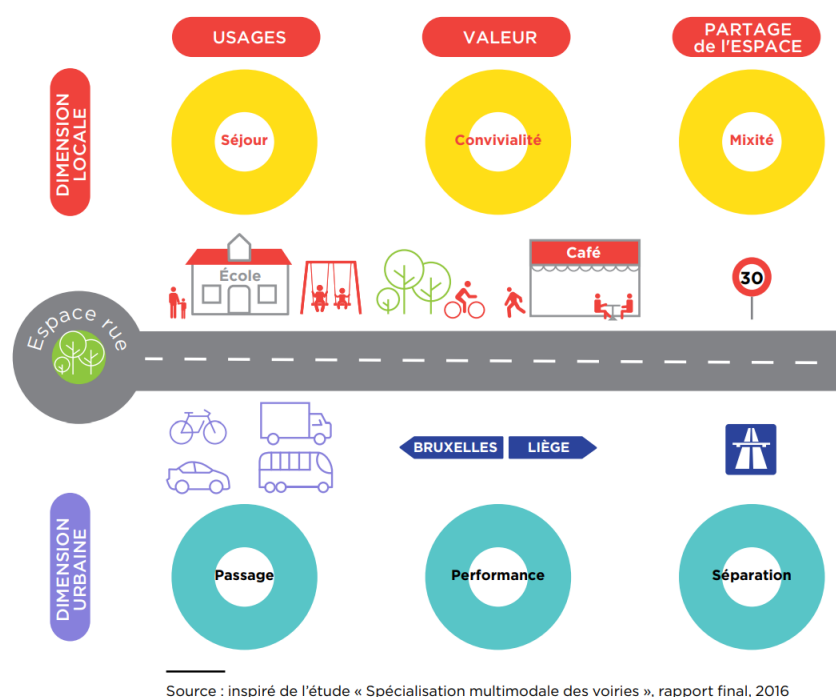 USAGES
VALEUR
PARTAGE
de l'ESPACE
DIMENSION
LOCALE
Séjour
Convivialité
Mixité
École
Café
30
Espace rue
BRUXELLES
LIÈGE
DIMENSION
URBAINE
Passage
Performance
Séparation
Source : inspiré de l'étude « Spécialisation multimodale des voiries », rapport final, 2016